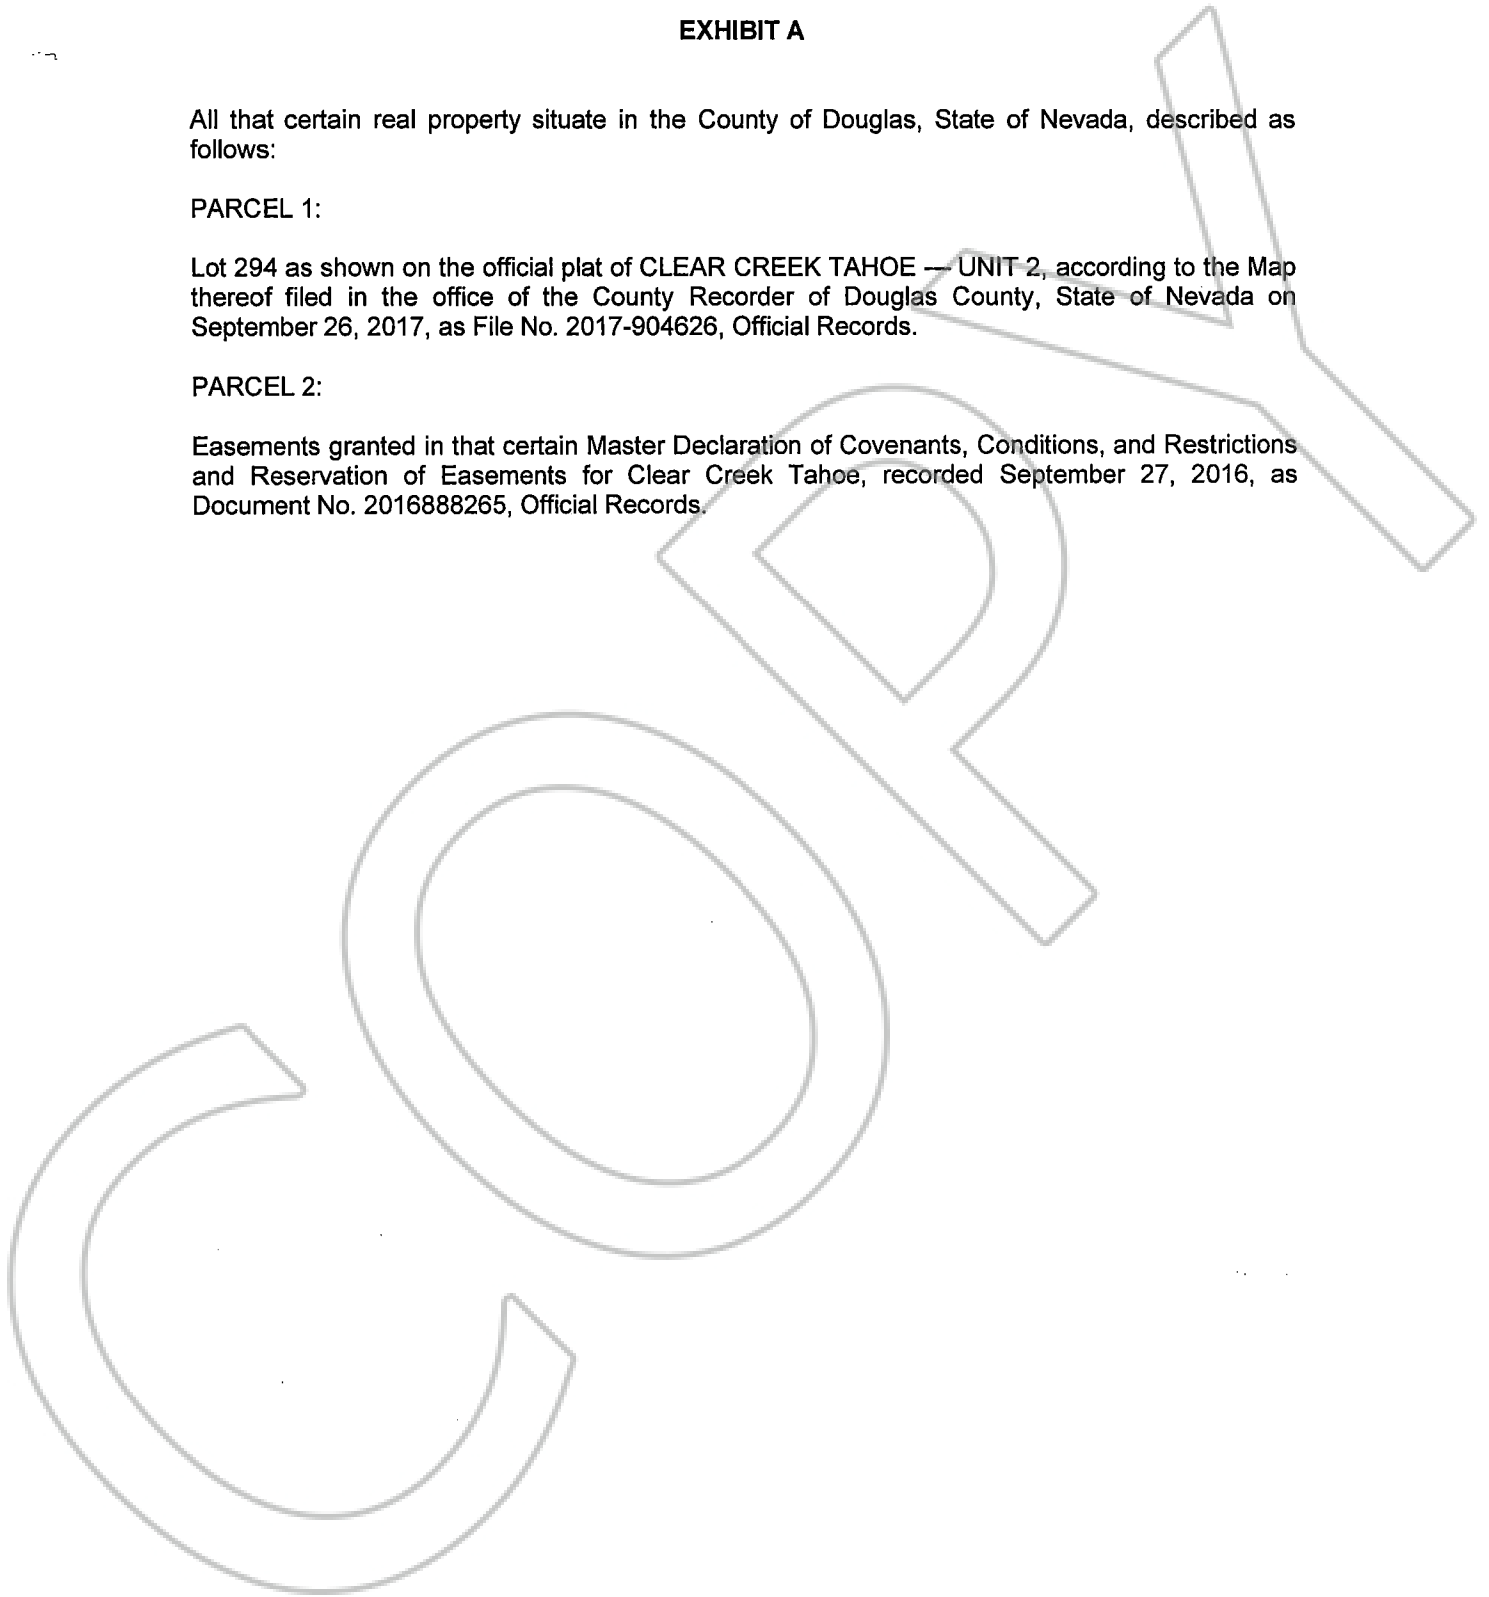 EXHIBIT A
All that certain real property situate in the County of Douglas, State of Nevada, described as
follows:
PARCEL 1:
Lot 294 as shown on the official plat of CLEAR CREEK TAHOE — UNIT 2, according to the Map
thereof filed in the office of the County Recorder of Douglas County, State of Nevada on
September 26, 2017, as File No. 2017-904626, Official Records.
PARCEL 2:
Easements granted in that certain Master Declaration of Covenants, Conditions, and Restrictions
and Reservation of Easements for Clear Creek Tahoe, recorded September 27, 2016, as
Document No. 2016888265, Official Records.
COPY